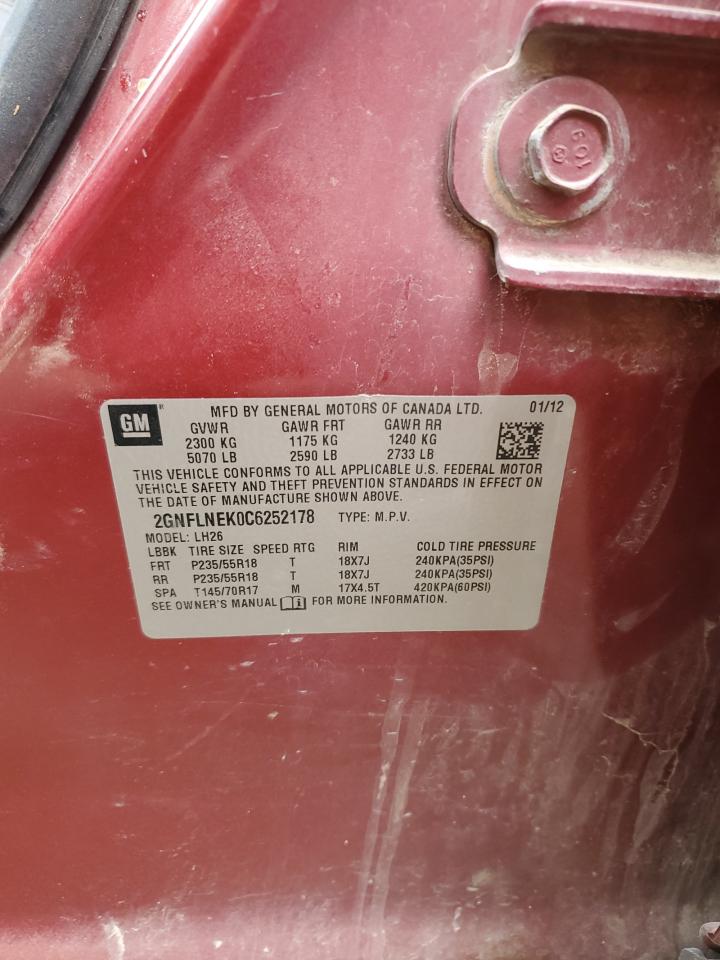 109
GM
MFD BY GENERAL MOTORS OF CANADA LTD. 01/12
GVWR GAWR FRT GAWR RR
2300 KG 1175 KG 1240 KG
5070 LB 2590 LB 2733 LB
THIS VEHICLE CONFORMS TO ALL APPLICABLE U.S. FEDERAL MOTOR
VEHICLE SAFETY AND THEFT PREVENTION STANDARDS IN EFFECT ON
THE DATE OF MANUFACTURE SHOWN ABOVE.
2GNFLNEK0C6252178 TYPE: M.P.V.
MODEL: LH26
LBBK TIRE SIZE SPEED RTG RIM COLD TIRE PRESSURE
FRT P235/55R18 T 18X7J 240KPA(35PSI)
RR P235/55R18 T 18X7J 240KPA(35PSI)
SPA T145/70R17 M 17X4.5T 420KPA(60PSI)
SEE OWNER'S MANUAL FOR MORE INFORMATION.